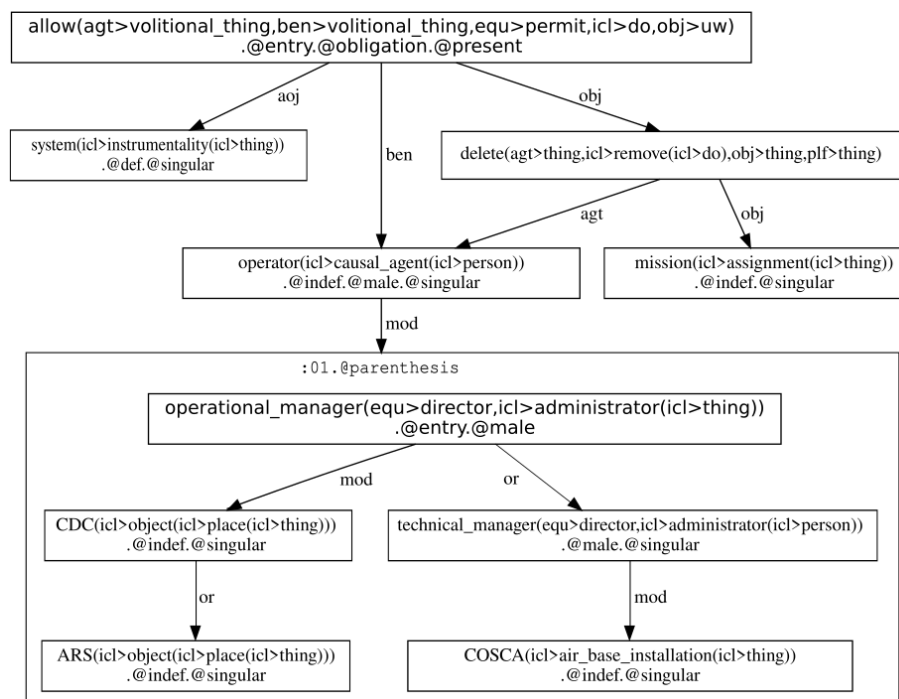 allow(agt>volitional_thing,ben>volitional_thing,equ>permit,icl>do,obj>uw)
.@entry.@obligation.@present
aoj
obj
system(icl>instrumentality(icl>thing))
.@def.@singular
ben
delete(agt>thing,icl>remove(icl>do),obj>thing,plf>thing)
agt
obj
operator(icl>causal_agent(icl>person))
.@indef.@male.@singular
mission(icl>assignment(icl>thing))
.@indef.@singular
mod
:01.@parenthesis
operational_manager(equ>director,icl>administrator(icl>thing))
.@entry.@male
mod
or
CDC(icl>object(icl>place(icl>thing)))
.@indef.@singular
technical_manager(equ>director,icl>administrator(icl>person))
.@male.@singular
or
mod
ARS(icl>object(icl>place(icl>thing)))
.@indef.@singular
COSCA(icl>air_base_installation(icl>thing))
.@indef.@singular